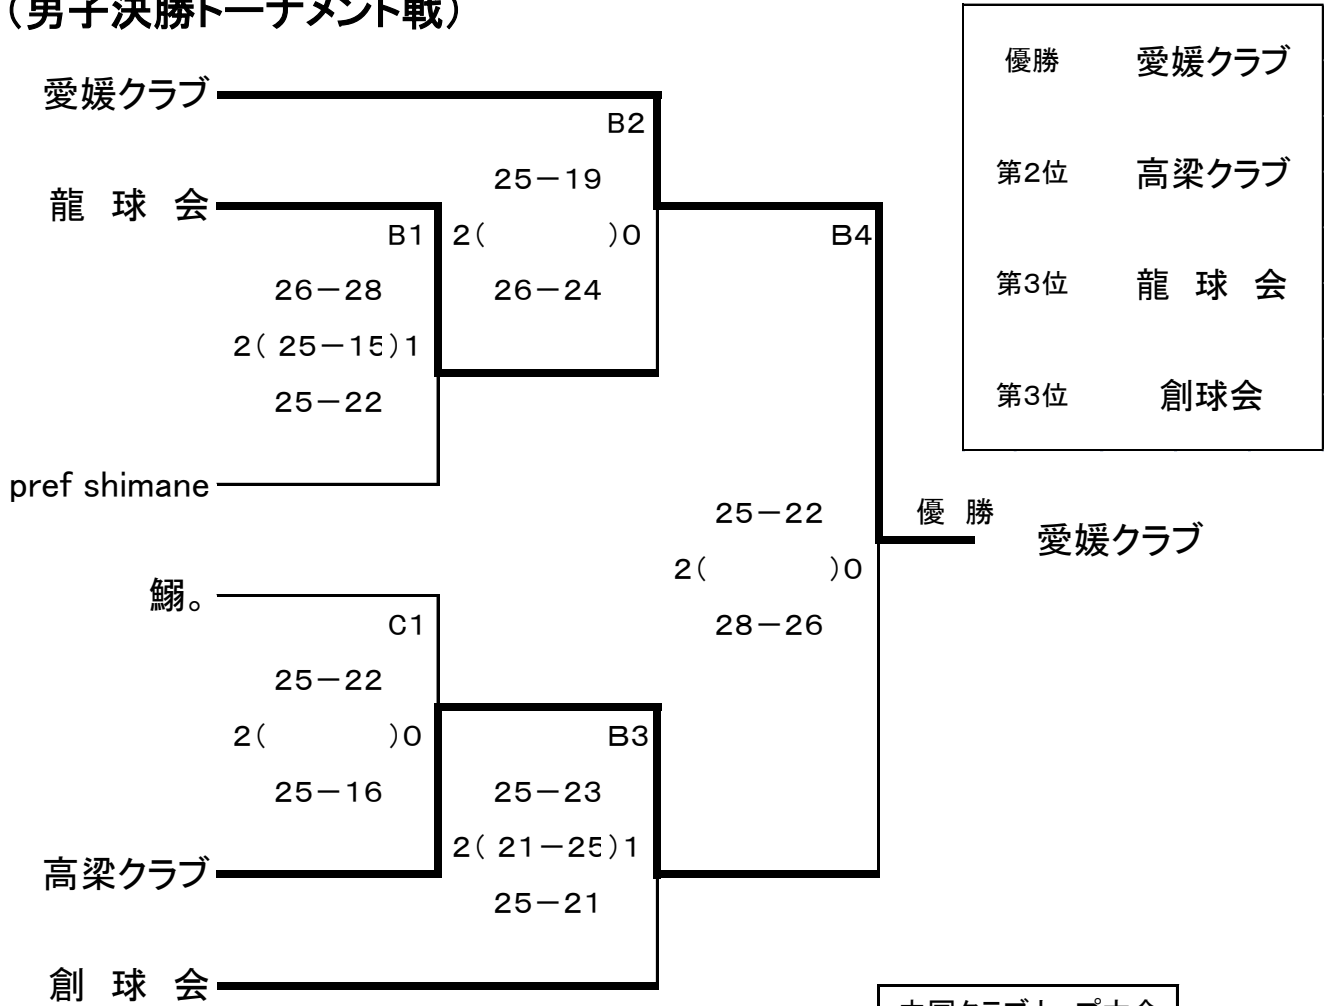 (男子決勝トーナメント戦)
優勝 愛媛クラブ
第2位 高梁クラブ
第3位 龍 球 会
第3位 創球会
愛媛クラブ
B2
25－19
2( )0
26－24
龍 球 会
B1
26－28
2( 25－15)1
25－22
B4
pref shimane
25－22
2( )0
28－26
優 勝
愛媛クラブ
鰯。
C1
25－22
2( )0
25－16
B3
25－23
2( 21－25)1
25－21
高梁クラブ
創 球 会